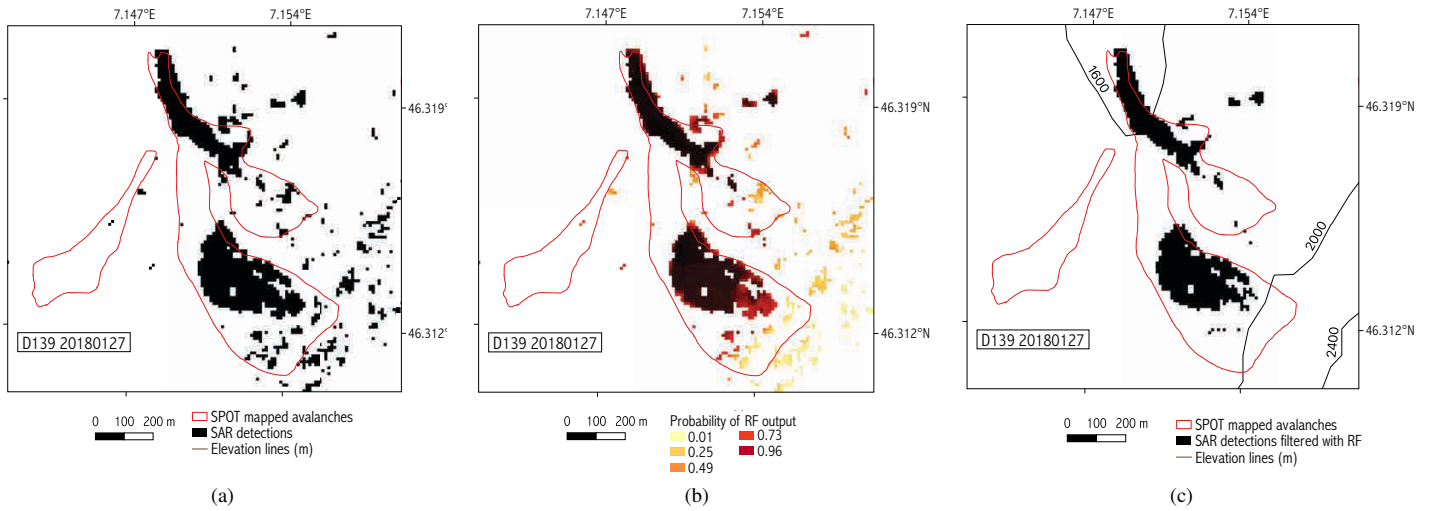 7.147°E 7.154°E
46.319°
46.312°
D139 20180127
0 100 200 m
SPOT mapped avalanches
SAR detections
Elevation lines (m)
(a)
7.147°E 7.154°E
46.319°N
46.312°N
D139 20180127
0 100 200 m
Probability of RF output
0.01 0.73
0.25 0.96
0.49
(b)
7.147°E 7.154°E
1600
46.319°N
2000
46.312°N
2400
D139 20180127
0 100 200 m
SPOT mapped avalanches
SAR detections filtered with RF
Elevation lines (m)
(c)